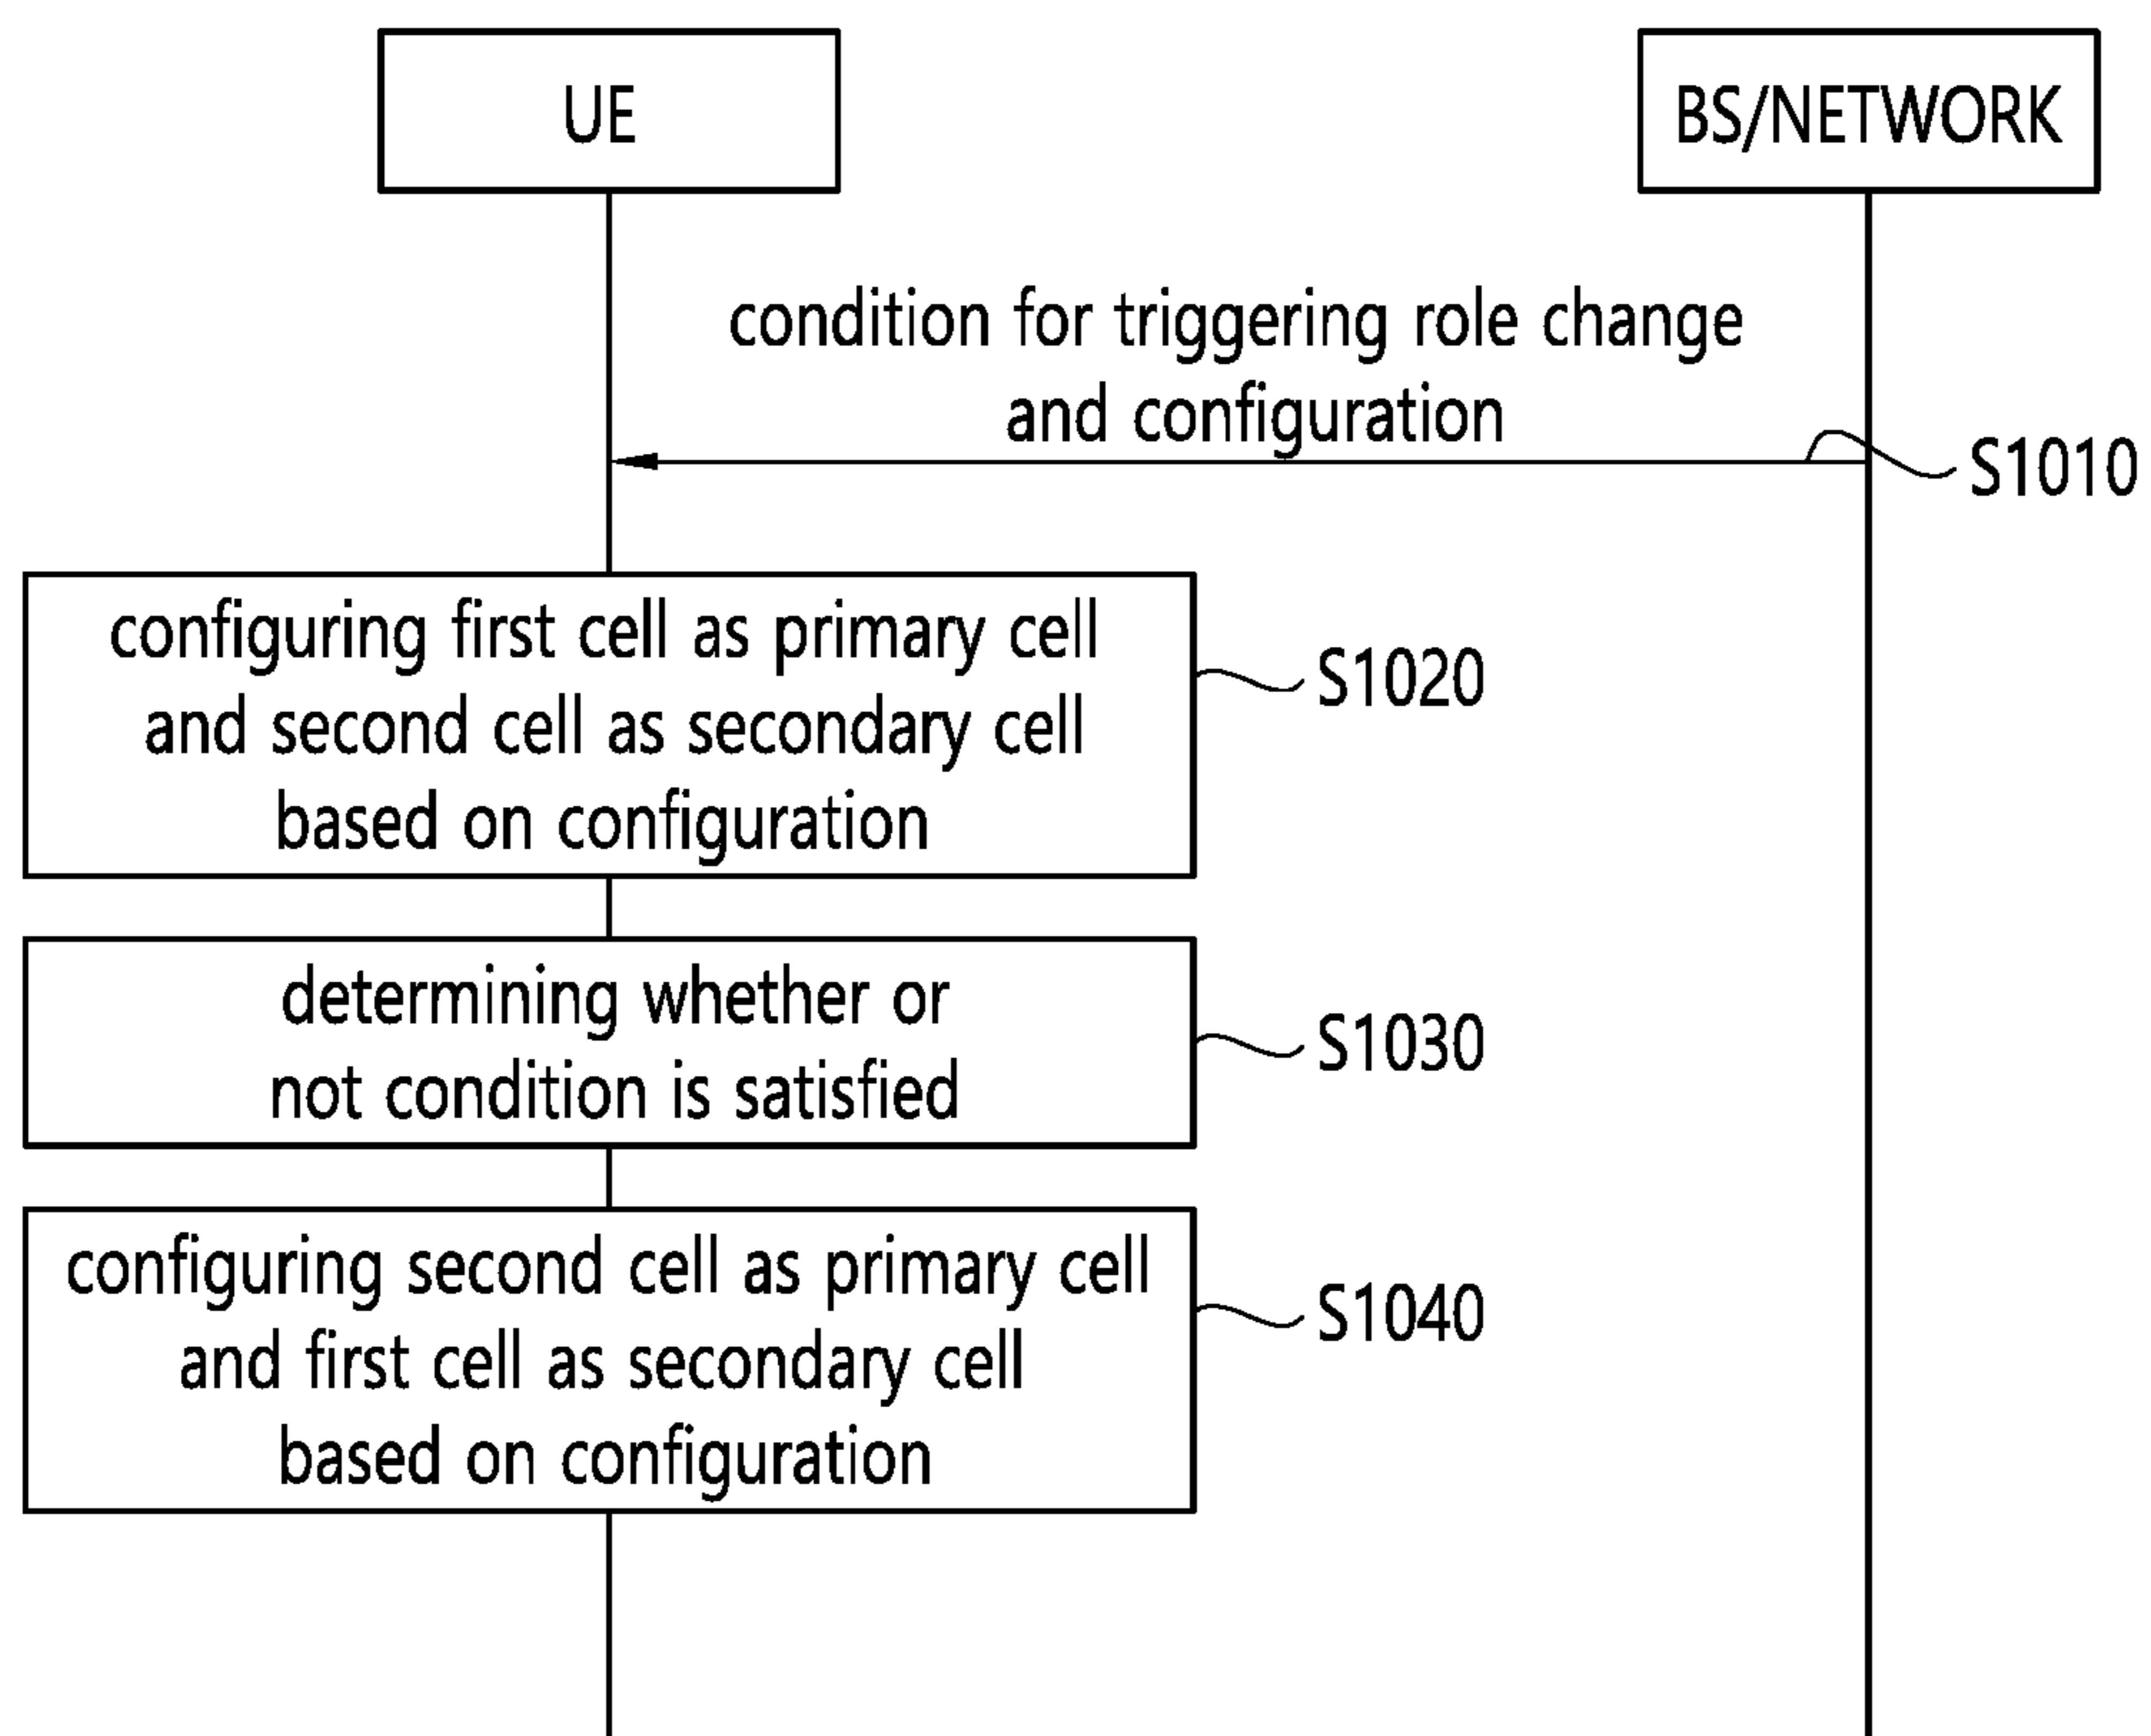 UE
BS/NETWORK
condition for triggering role change
and configuration
S1010
configuring first cell as primary cell
and second cell as secondary cell
based on configuration
S1020
determining whether or
not condition is satisfied
S1030
configuring second cell as primary cell
and first cell as secondary cell
based on configuration
S1040